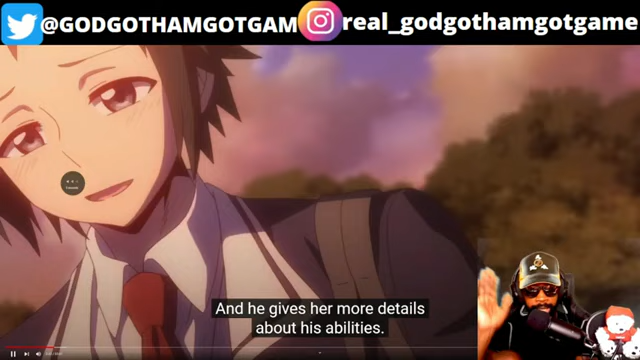 @GODGOTHAMGOTGAM
real_godgothamgotgame
And he gives her more details
about his abilities.